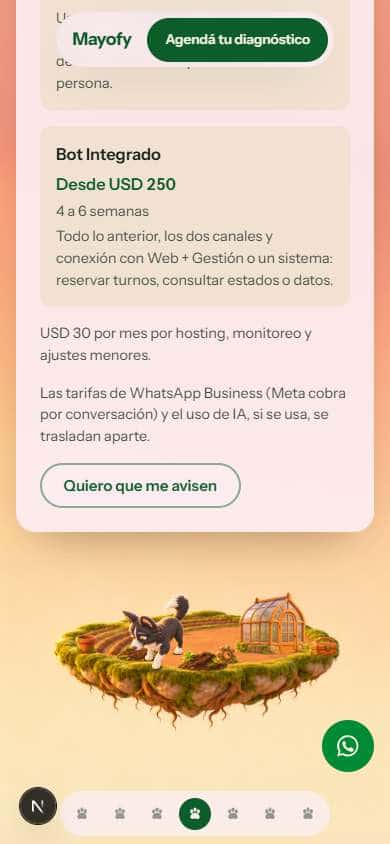 Mayofy
Agendá tu diagnóstico
persona.
Bot Integrado
Desde USD 250
4 a 6 semanas
Todo lo anterior, los dos canales y
conexión con Web + Gestión o un sistema:
reservar turnos, consultar estados o datos.
USD 30 por mes por hosting, monitoreo y
ajustes menores.
Las tarifas de WhatsApp Business (Meta cobra
por conversación) y el uso de IA, si se usa, se
trasladan aparte.
Quiero que me avisen
N